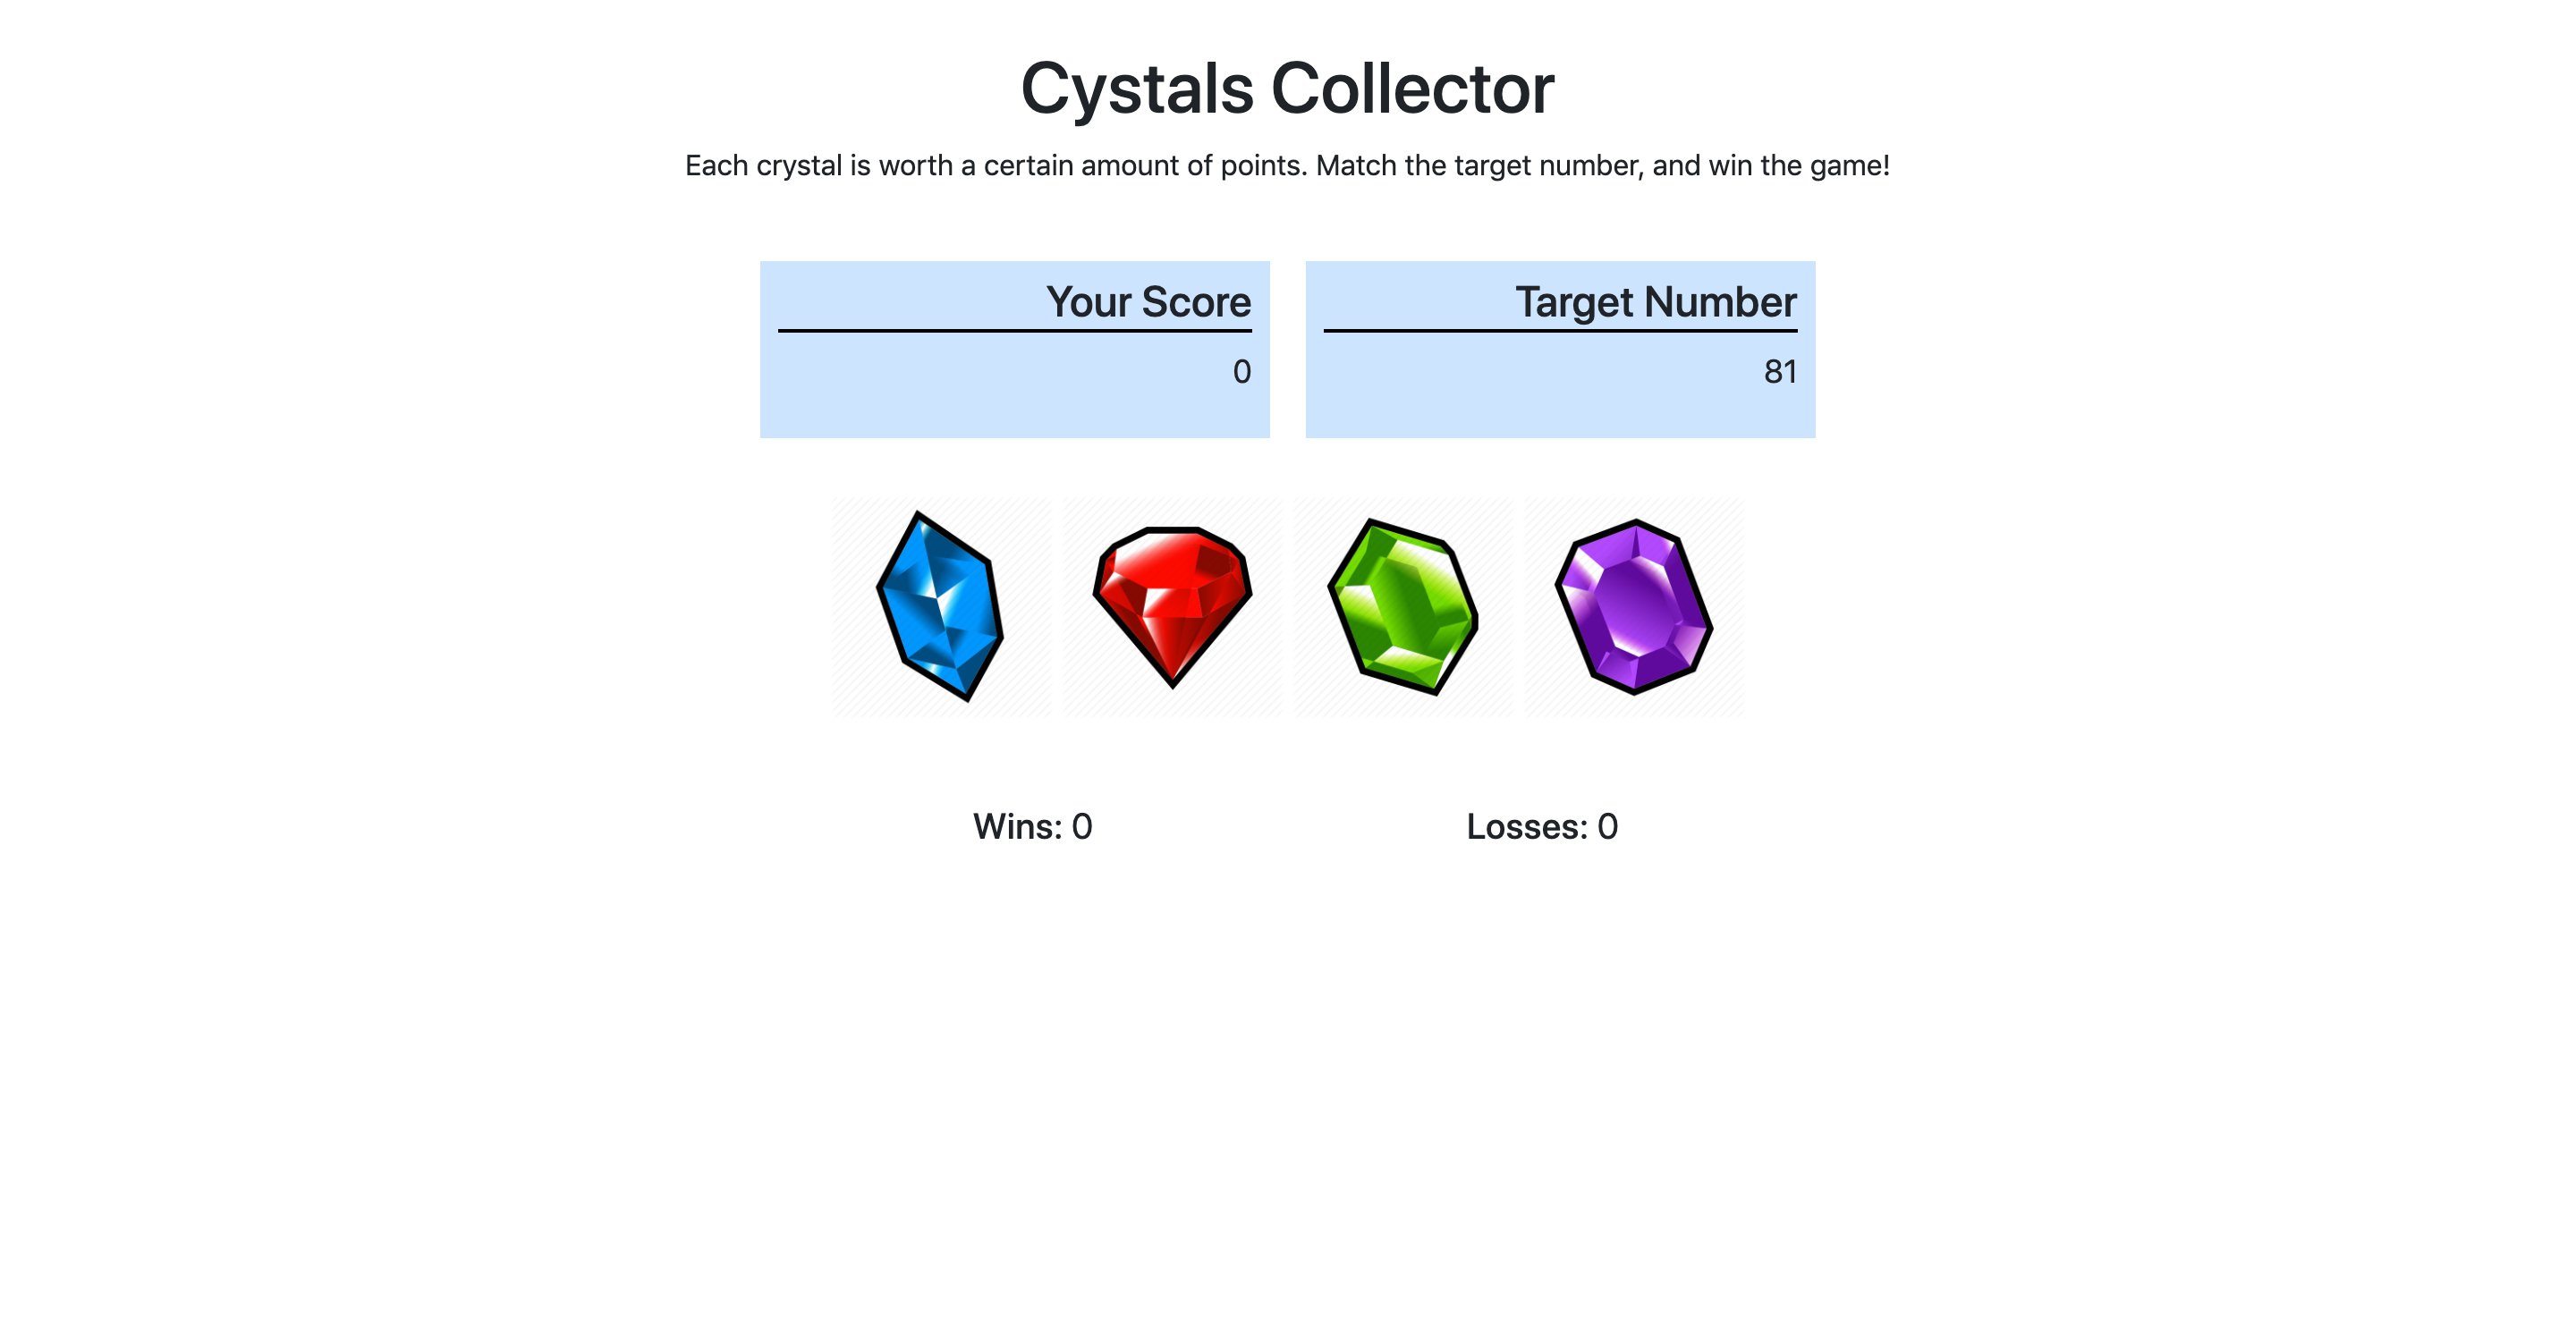 Cystals Collector
Each crystal is worth a certain amount of points. Match the target number, and win the game!
Your Score
0
Target Number
81
Wins: 0
Losses: 0